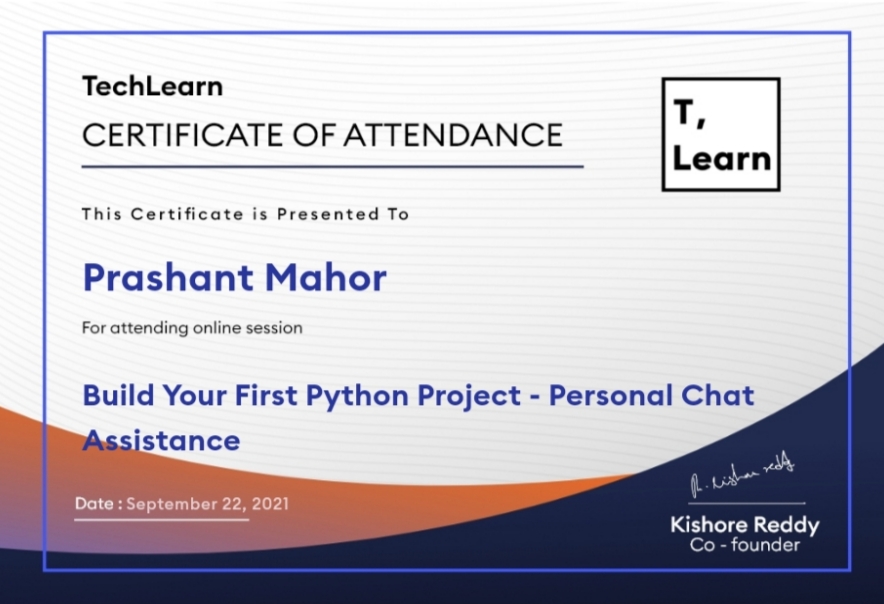 TechLearn
CERTIFICATE OF ATTENDANCE
T,
Learn
This Certificate is Presented To
Prashant Mahor
For attending online session
Build Your First Python Project - Personal Chat
Assistance
Date : September 22, 2021
Kishore Reddy
Co - founder